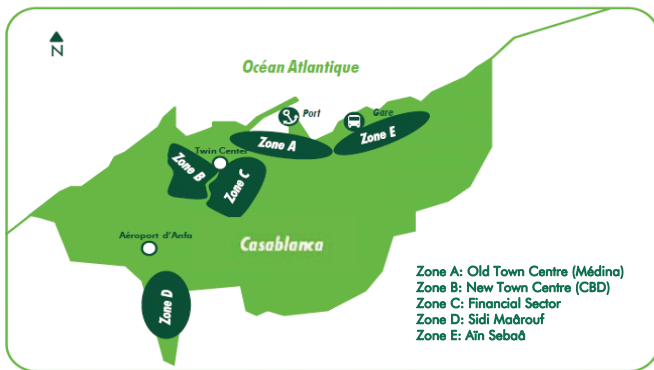 N
Océan Atlantique
Port
Gare
Zone A
Zone E
Twin Center
Zone B
Zone C
Aéroport d'Anfa
Casablanca
Zone D
Zone A: Old Town Centre (Médina)
Zone B: New Town Centre (CBD)
Zone C: Financial Sector
Zone D: Sidi Maârouf
Zone E: Aïn Sebaâ